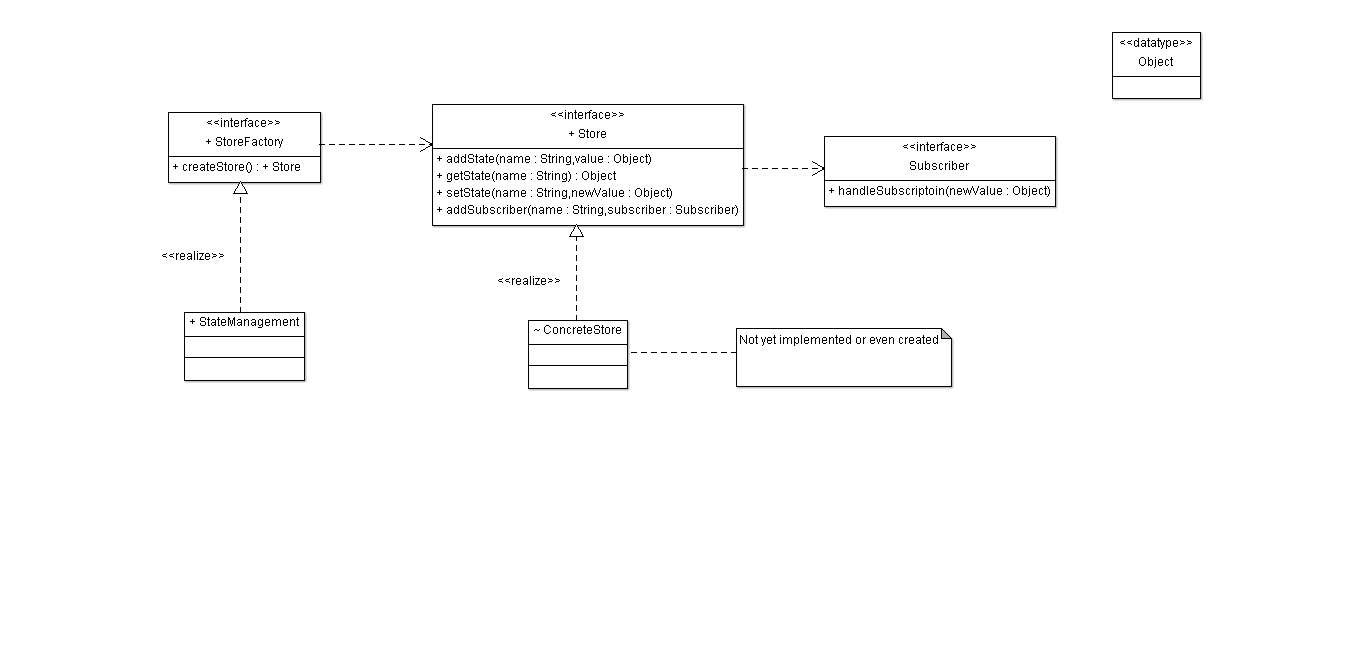 <<datatype>>
Object
<<interface>>
+ StoreFactory
+ createStore() : + Store
<<interface>>
+ Store
+ addState(name : String,value : Object)
+ getState(name : String) : Object
+ setState(name : String,newValue : Object)
+ addSubscriber(name : String,subscriber : Subscriber)
<<interface>>
Subscriber
+ handleSubscriptoin(newValue : Object)
<<realize>>
<<realize>>
+ StateManagement
~ ConcreteStore
Not yet implemented or even created